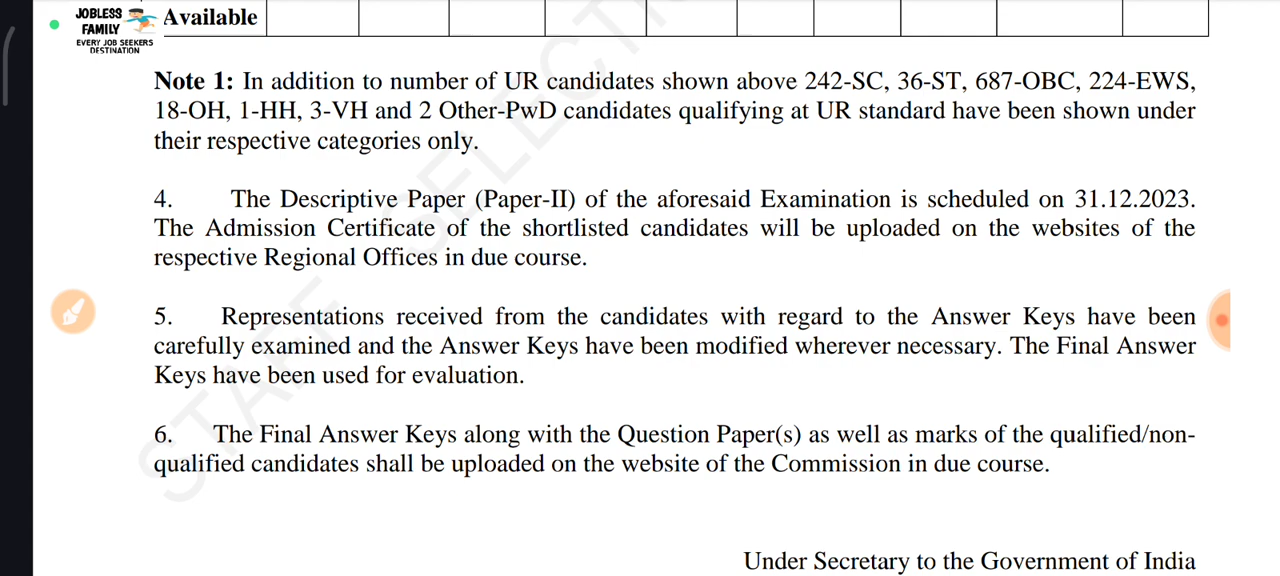 JOBLESS
FAMILY
EVERY JOB SEEKERS
DESTINATION
Available
Note 1: In addition to number of UR candidates shown above 242-SC, 36-ST, 687-OBC, 224-EWS,
18-OH, 1-HH, 3-VH and 2 Other-PwD candidates qualifying at UR standard have been shown under
their respective categories only.
4. The Descriptive Paper (Paper-II) of the aforesaid Examination is scheduled on 31.12.2023.
The Admission Certificate of the shortlisted candidates will be uploaded on the websites of the
respective Regional Offices in due course.
5. Representations received from the candidates with regard to the Answer Keys have been
carefully examined and the Answer Keys have been modified wherever necessary. The Final Answer
Keys have been used for evaluation.
6. The Final Answer Keys along with the Question Paper(s) as well as marks of the qualified/non-
qualified candidates shall be uploaded on the website of the Commission in due course.
Under Secretary to the Government of India
STAFF SELECTI